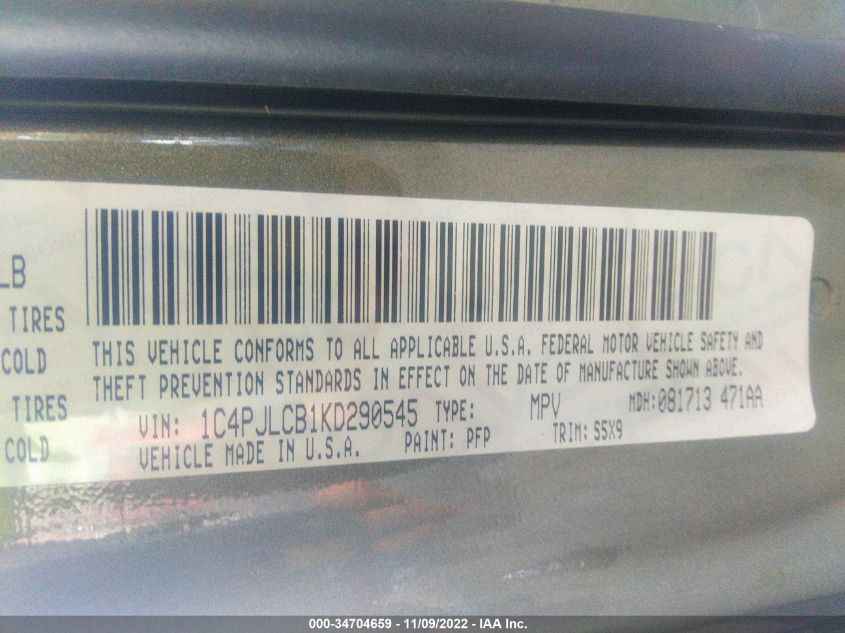 LB
TIRES
COLD
TIRES
COLD
THIS VEHICLE CONFORMS TO ALL APPLICABLE U.S.A. FEDERAL MOTOR VEHICLE SAFETY AND
THEFT PREVENTION STANDARDS IN EFFECT ON THE DATE OF MANUFACTURE SHOWN ABOVE.
VIN: 1C4PJLCB1KD290545 TYPE: MPV MDH:081713 471AA
VEHICLE MADE IN U.S.A. PAINT: PFP TRIM: S5X9
000-34704659 - 11/09/2022 - IAA Inc.